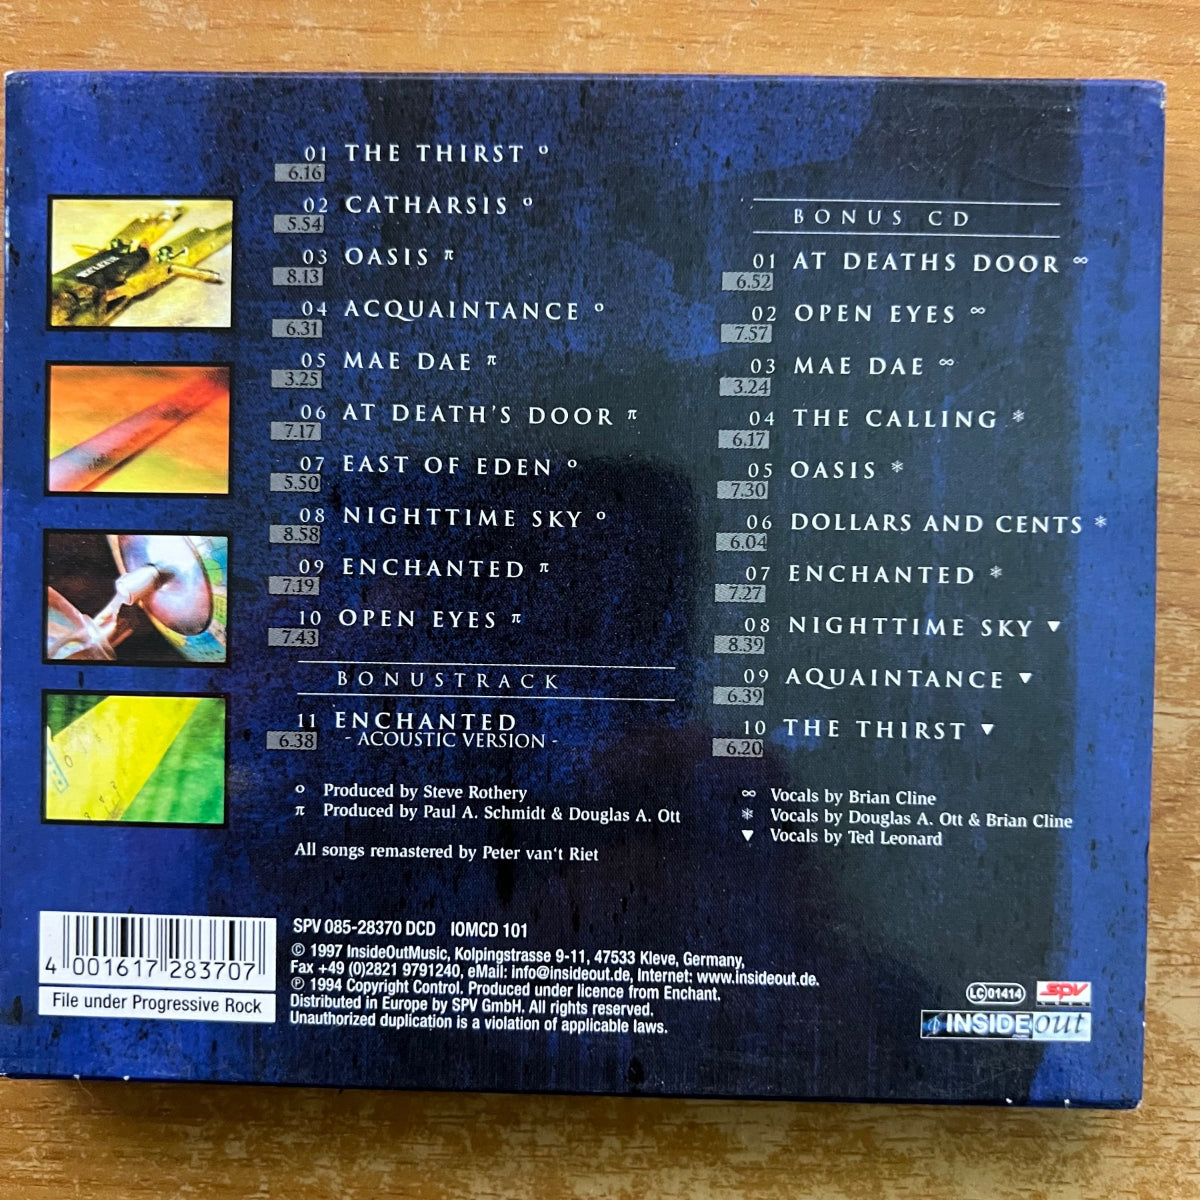 01 THE THIRST o
6.16
02 CATHARSIS o
5.54
03 OASIS π
8.13
04 ACQUAINTANCE o
6.31
05 MAE DAE π
3.25
06 AT DEATH'S DOOR π
7.17
07 EAST OF EDEN o
5.50
08 NIGHTTIME SKY o
8.58
09 ENCHANTED π
7.19
10 OPEN EYES π
7.43
BONUSTRACK
11 ENCHANTED
6.38 - ACOUSTIC VERSION -
o Produced by Steve Rothery
π Produced by Paul A. Schmidt & Douglas A. Ott
All songs remastered by Peter van't Riet
BONUS CD
01 AT DEATHS DOOR ∞
6.52
02 OPEN EYES ∞
7.57
03 MAE DAE ∞
3.24
04 THE CALLING *
6.17
05 OASIS *
7.30
06 DOLLARS AND CENTS *
6.04
07 ENCHANTED *
7.27
08 NIGHTTIME SKY ▼
8.39
09 AQUAINTANCE ▼
6.39
10 THE THIRST ▼
6.20
∞ Vocals by Brian Cline
* Vocals by Douglas A. Ott & Brian Cline
▼ Vocals by Ted Leonard
4 001617 283707
File under Progressive Rock
SPV 085-28370 DCD IOMCD 101
© 1997 InsideOutMusic, Kolpingstrasse 9-11, 47533 Kleve, Germany,
Fax +49 (0)2821 9791240, eMail: info@insideout.de, Internet: www.insideout.de.
℗ 1994 Copyright Control. Produced under licence from Enchant.
Distributed in Europe by SPV GmbH. All rights reserved.
Unauthorized duplication is a violation of applicable laws.
LC 01414
SPV
INSIDE out